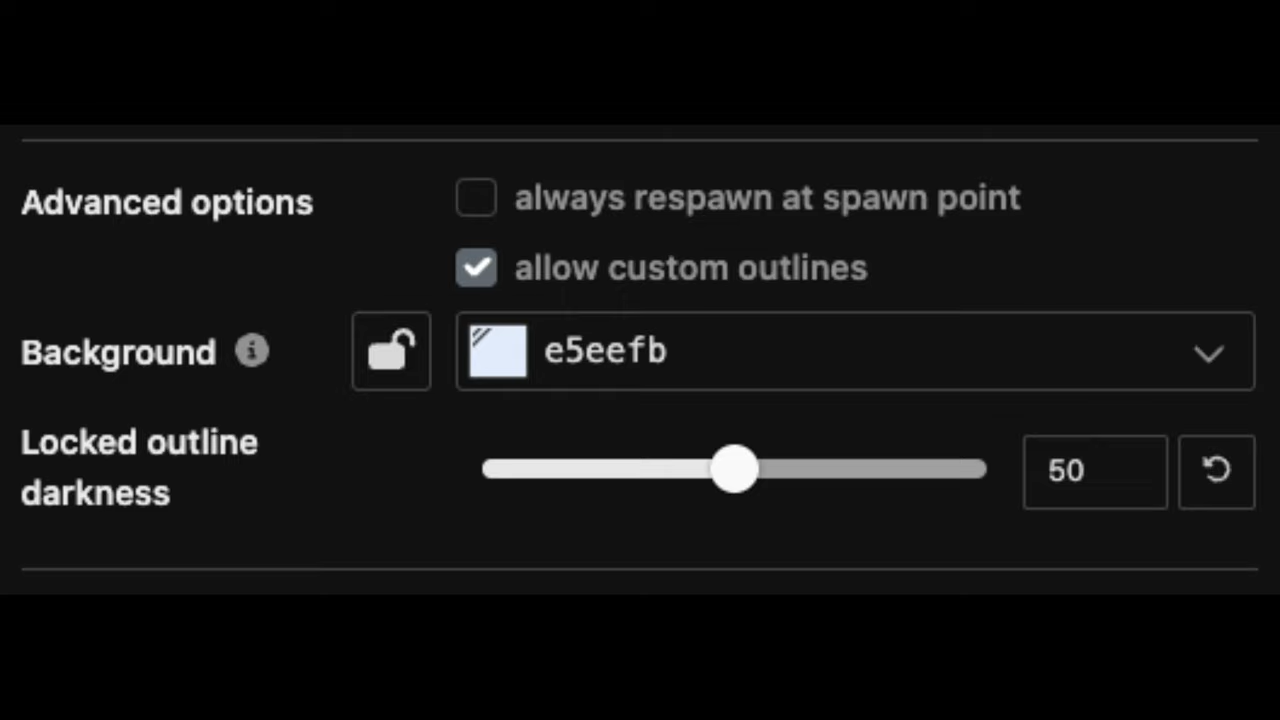 Advanced options
always respawn at spawn point
allow custom outlines
Background
e5eefb
Locked outline
darkness
50